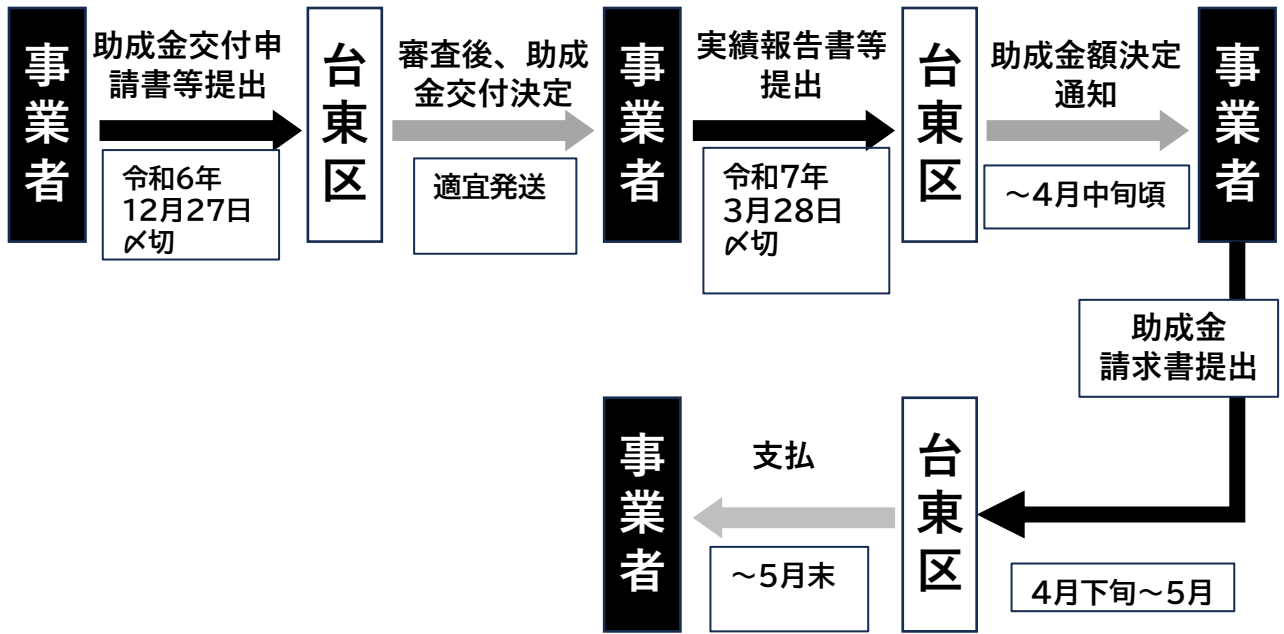 事業者
助成金交付申
請書等提出
令和6年
12月27日
〆切
台東区
審査後、助成
金交付決定
適宜発送
事業者
実績報告書等
提出
令和7年
3月28日
〆切
台東区
助成金額決定
通知
～4月中旬頃
事業者
助成金
請求書提出
4月下旬～5月
台東区
支払
～5月末
事業者